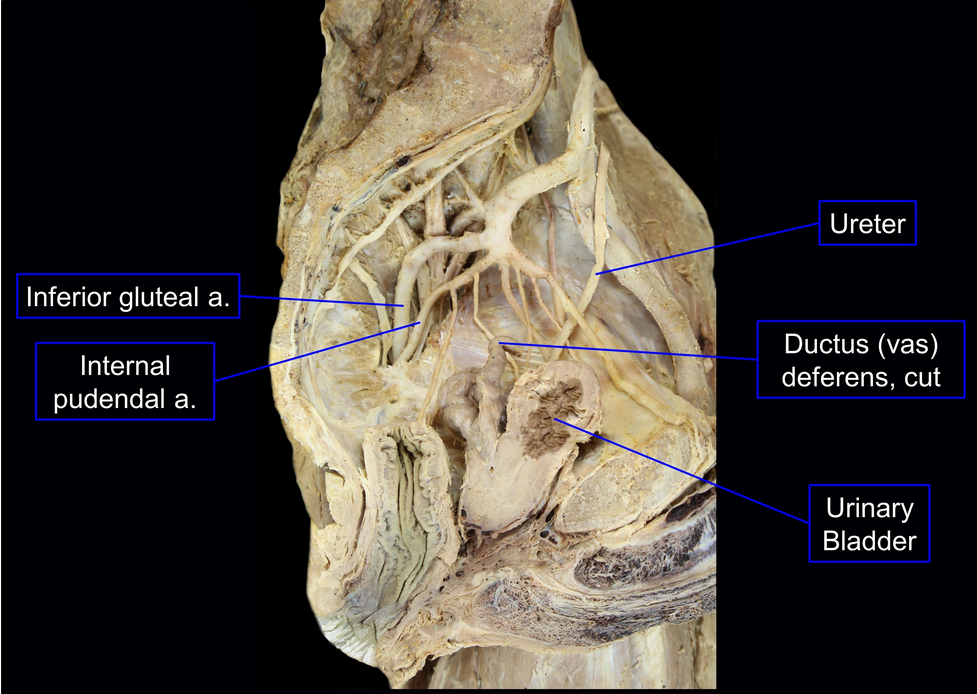 Ureter
Inferior gluteal a.
Internal
pudendal a.
Ductus (vas)
deferens, cut
Urinary
Bladder